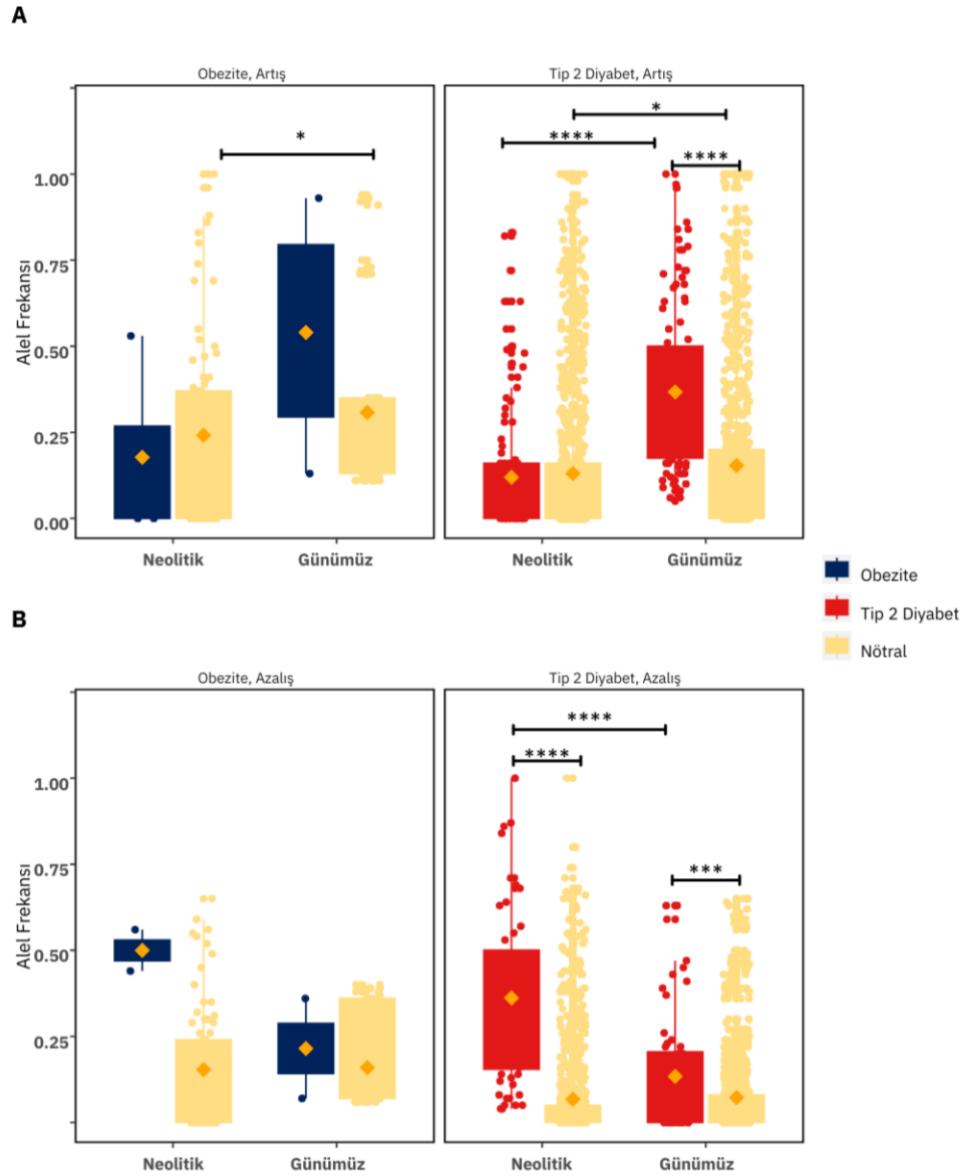 A
Obezite, Artış
Tip 2 Diyabet, Artış
*
*
****
****
1.00
0.75
0.50
0.25
0.00
Alel Frekansı
Neolitik
Günümüz
Neolitik
Günümüz
Obezite
Tip 2 Diyabet
Nötral
B
Obezite, Azalış
Tip 2 Diyabet, Azalış
****
****
***
1.00
0.75
0.50
0.25
Alel Frekansı
Neolitik
Günümüz
Neolitik
Günümüz